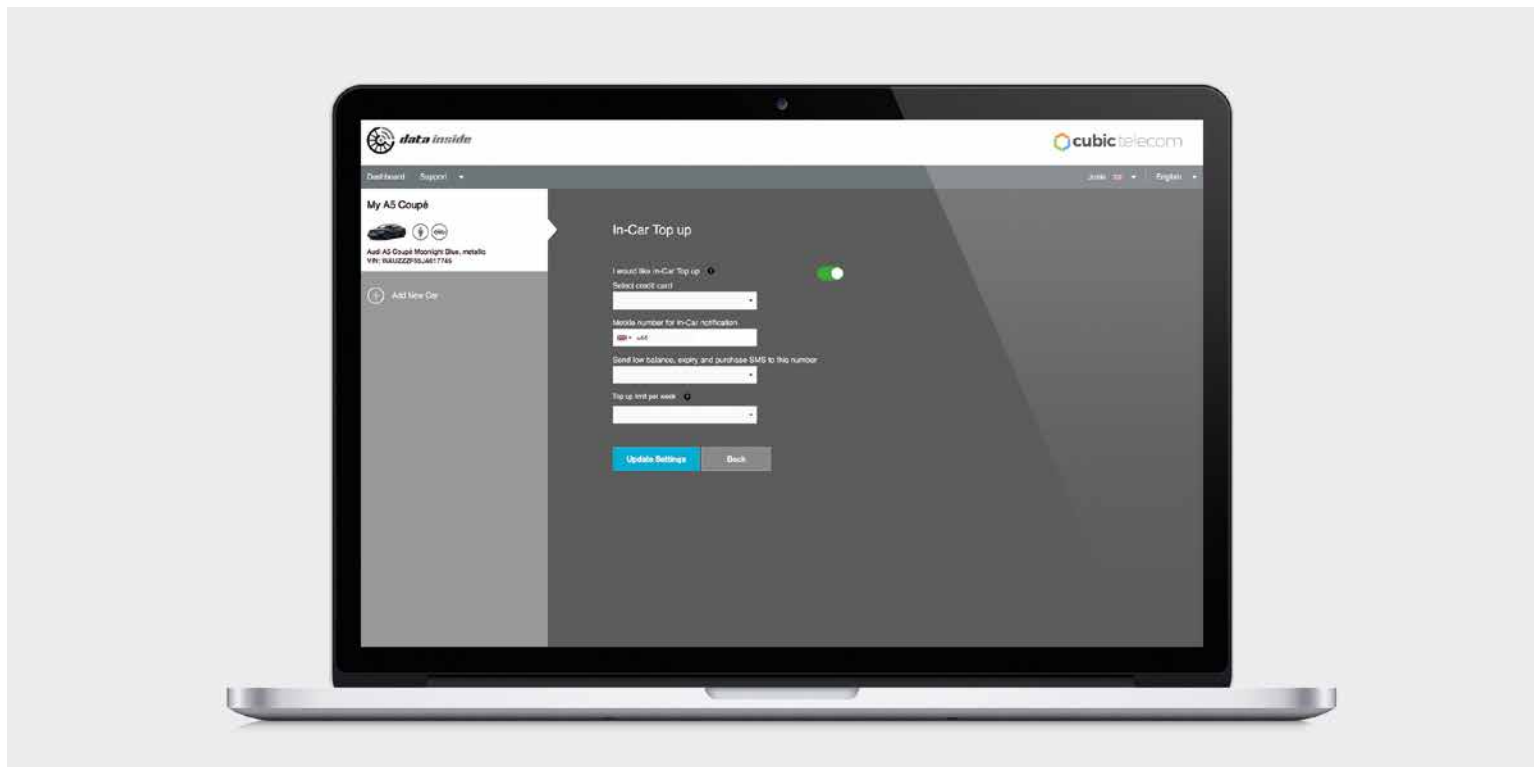 data inside
cubic telecom
Dashboard Support
English
My A5 Coupé
Audi A5 Coupé Moonlight Blue, metallic
VIN:
Add New Car
In-Car Top up
I would like In-Car Top up
Select credit card
Mobile number for In-Car notification
Send low balance, expiry and purchase SMS to this number
Top up limit per week
Update Settings Back